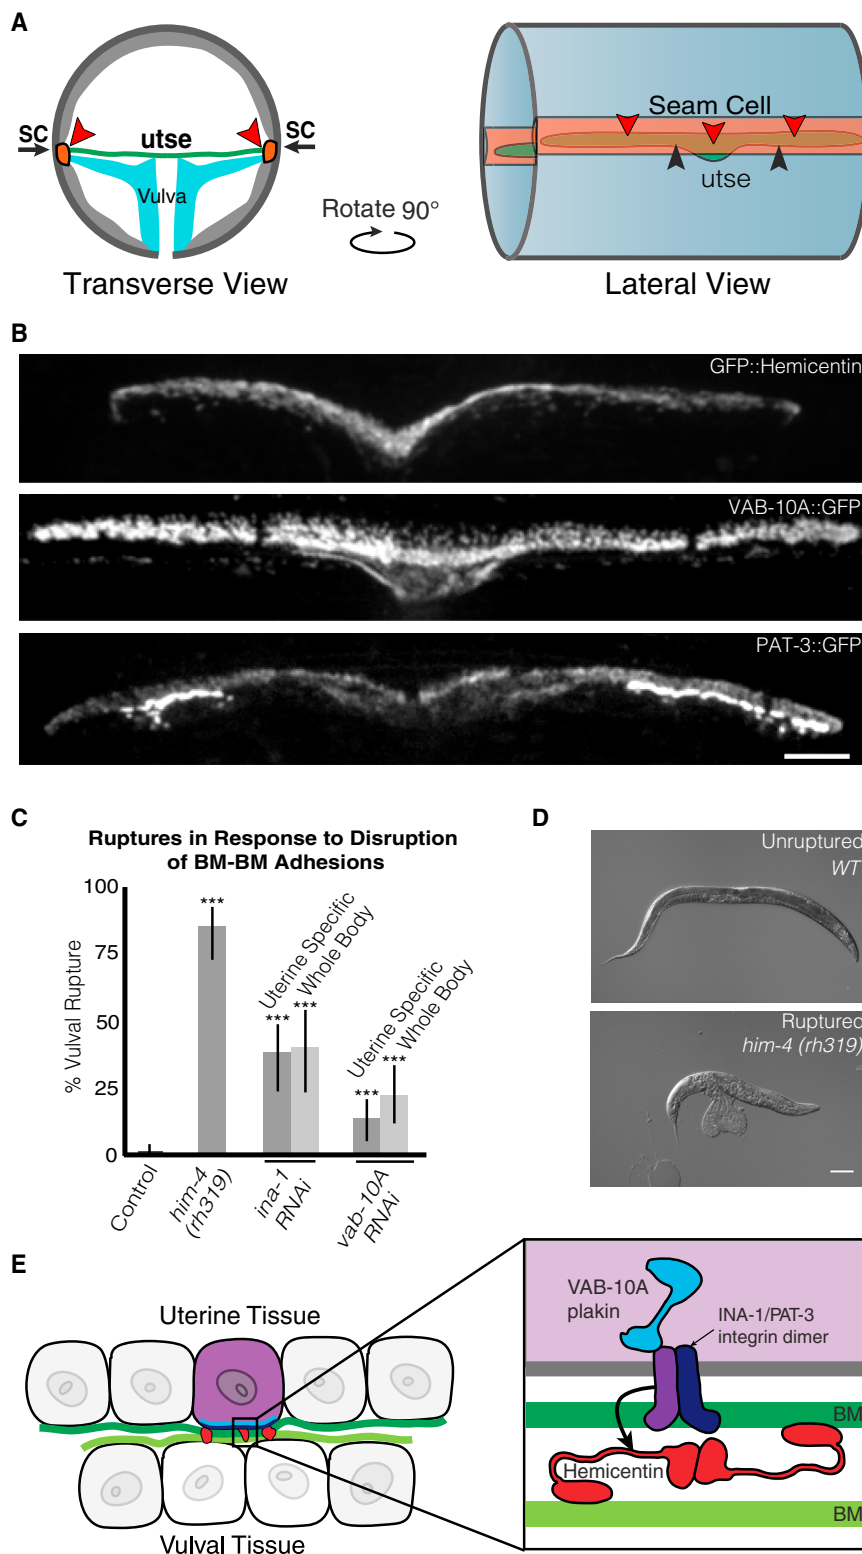 A
SC
utse
SC
Vulva
Transverse View
Rotate 90°
Seam Cell
utse
Lateral View
B
GFP::Hemicentin
VAB-10A::GFP
PAT-3::GFP
C
Ruptures in Response to Disruption
of BM-BM Adhesions
% Vulval Rupture
100
75
50
25
0
***
***
***
***
***
Uterine Specific
Whole Body
Uterine Specific
Whole Body
Control
him-4
(rh319)
ina-1
RNAi
vab-10A
RNAi
D
Unruptured
WT
Ruptured
him-4 (rh319)
E
Uterine Tissue
Vulval Tissue
VAB-10A
plakin
INA-1/PAT-3
integrin dimer
BM
Hemicentin
BM